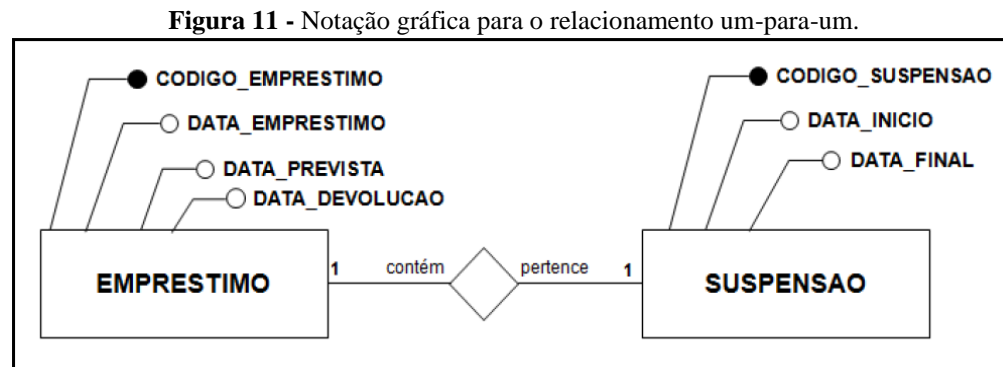 Figura 11 - Notação gráfica para o relacionamento um-para-um.
CODIGO_EMPRESTIMO
DATA_EMPRESTIMO
DATA_PREVISTA
DATA_DEVOLUCAO
CODIGO_SUSPENSAO
DATA_INICIO
DATA_FINAL
EMPRESTIMO
1 contém pertence 1
SUSPENSAO